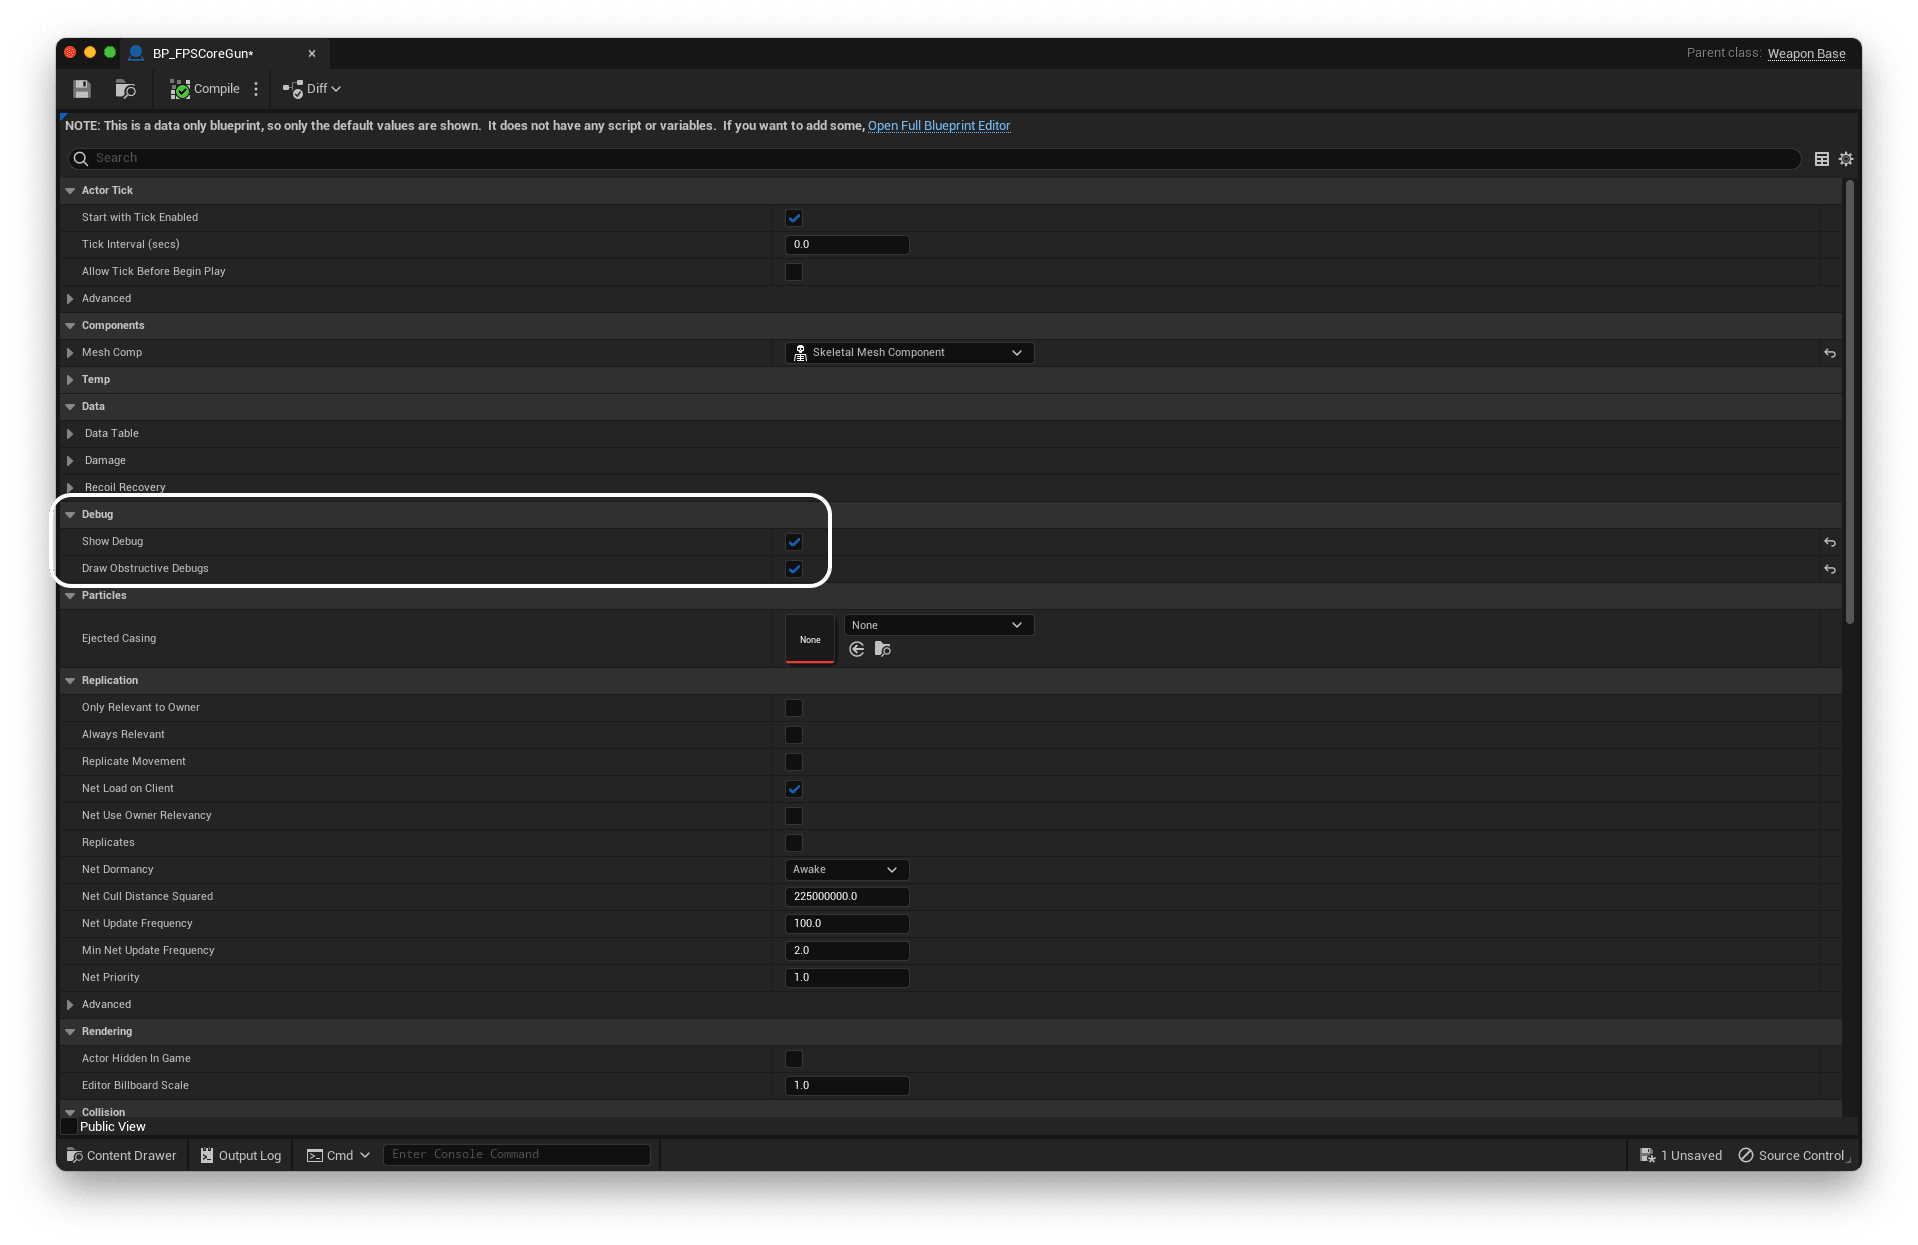 BP_FPSCoreGun*
Parent class: Weapon Base
Compile Diff
NOTE: This is a data only blueprint, so only the default values are shown. It does not have any script or variables. If you want to add some, Open Full Blueprint Editor
Search
Actor Tick
Start with Tick Enabled
Tick Interval (secs) 0.0
Allow Tick Before Begin Play
Advanced
Components
Mesh Comp Skeletal Mesh Component
Temp
Data
Data Table
Damage
Recoil Recovery
Debug
Show Debug
Draw Obstructive Debugs
Particles
Ejected Casing None None
Replication
Only Relevant to Owner
Always Relevant
Replicate Movement
Net Load on Client
Net Use Owner Relevancy
Replicates
Net Dormancy Awake
Net Cull Distance Squared 225000000.0
Net Update Frequency 100.0
Min Net Update Frequency 2.0
Net Priority 1.0
Advanced
Rendering
Actor Hidden In Game
Editor Billboard Scale 1.0
Collision
Public View
Content Drawer Output Log Cmd Enter Console Command 1 Unsaved Source Control